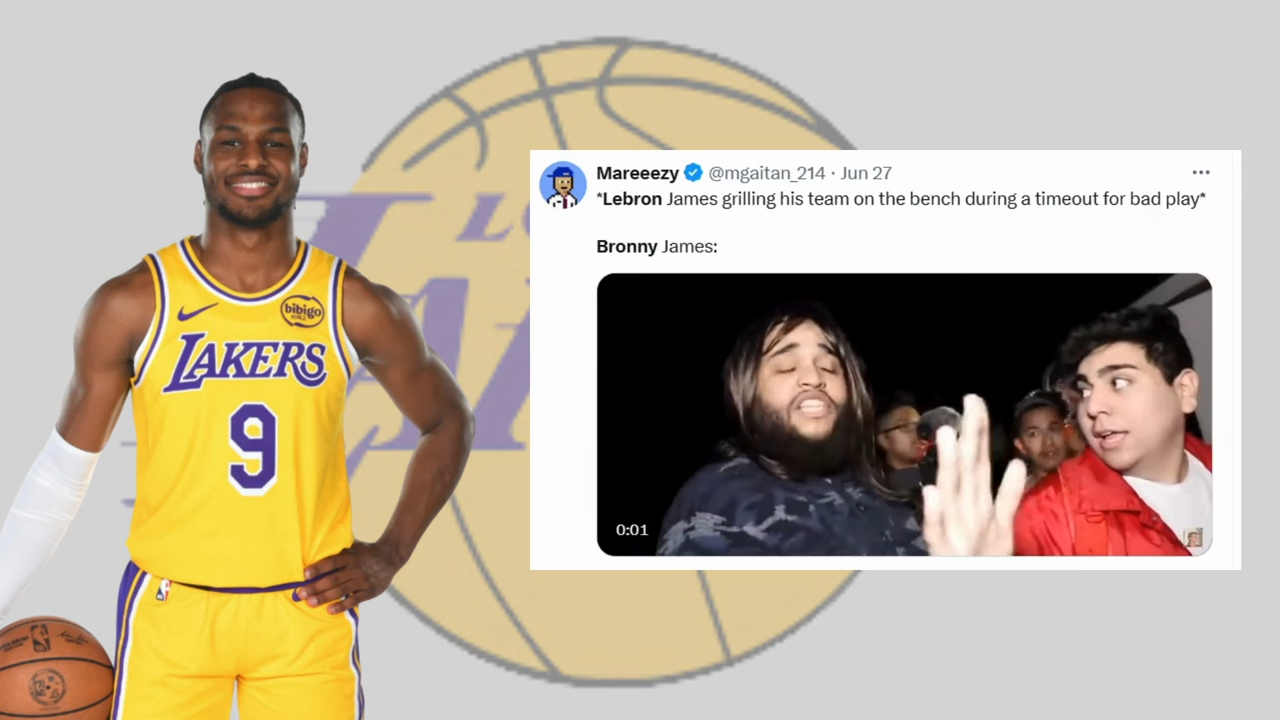 bibigo
LAKERS
9
Mareeezy @mgaitan_214 · Jun 27
*Lebron James grilling his team on the bench during a timeout for bad play*
Bronny James:
0:01